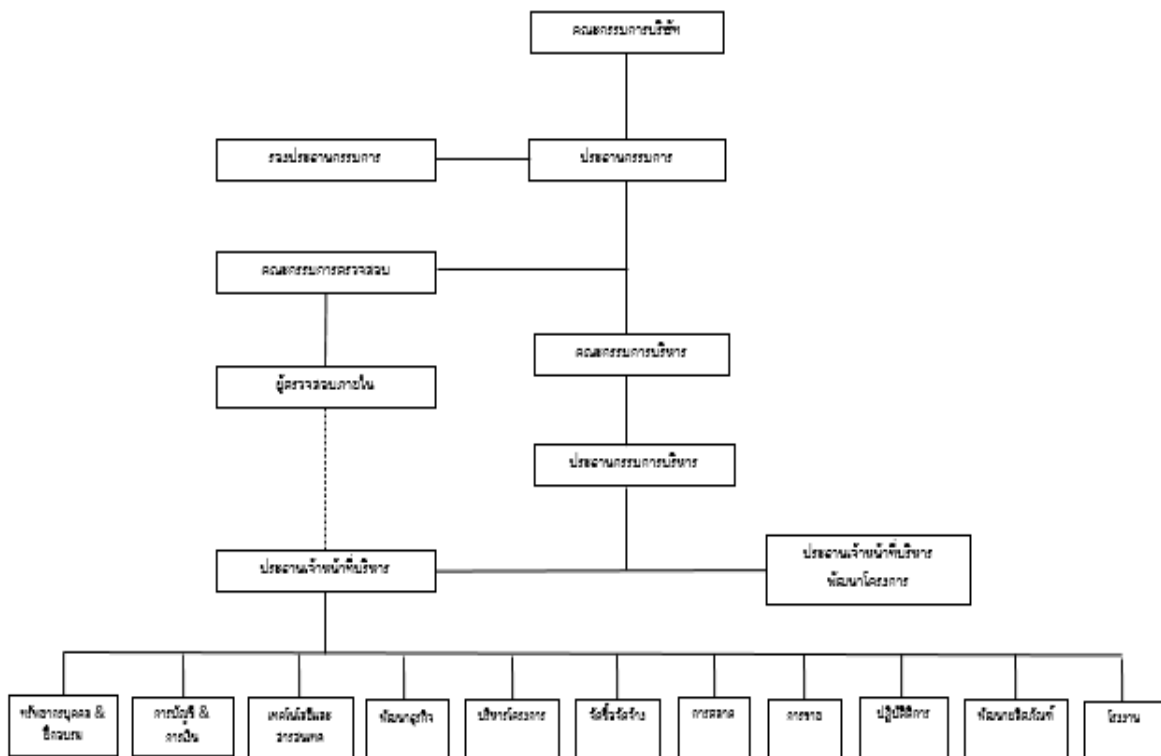 คณะกรรมการบริษัท
รองประธานกรรมการ
ประธานกรรมการ
คณะกรรมการตรวจสอบ
คณะกรรมการบริหาร
ผู้ตรวจสอบภายใน
ประธานกรรมการบริหาร
ประธานเจ้าหน้าที่บริหาร
ประธานเจ้าหน้าที่บริหาร
พัฒนาโครงการ
ทรัพยากรบุคคล &
ฝึกอบรม
การบัญชี &
การเงิน
เทคโนโลยีและ
สารสนเทศ
พัฒนาธุรกิจ
บริหารโครงการ
จัดซื้อจัดจ้าง
การตลาด
การขาย
ปฏิบัติการ
พัฒนาผลิตภัณฑ์
โรงงาน